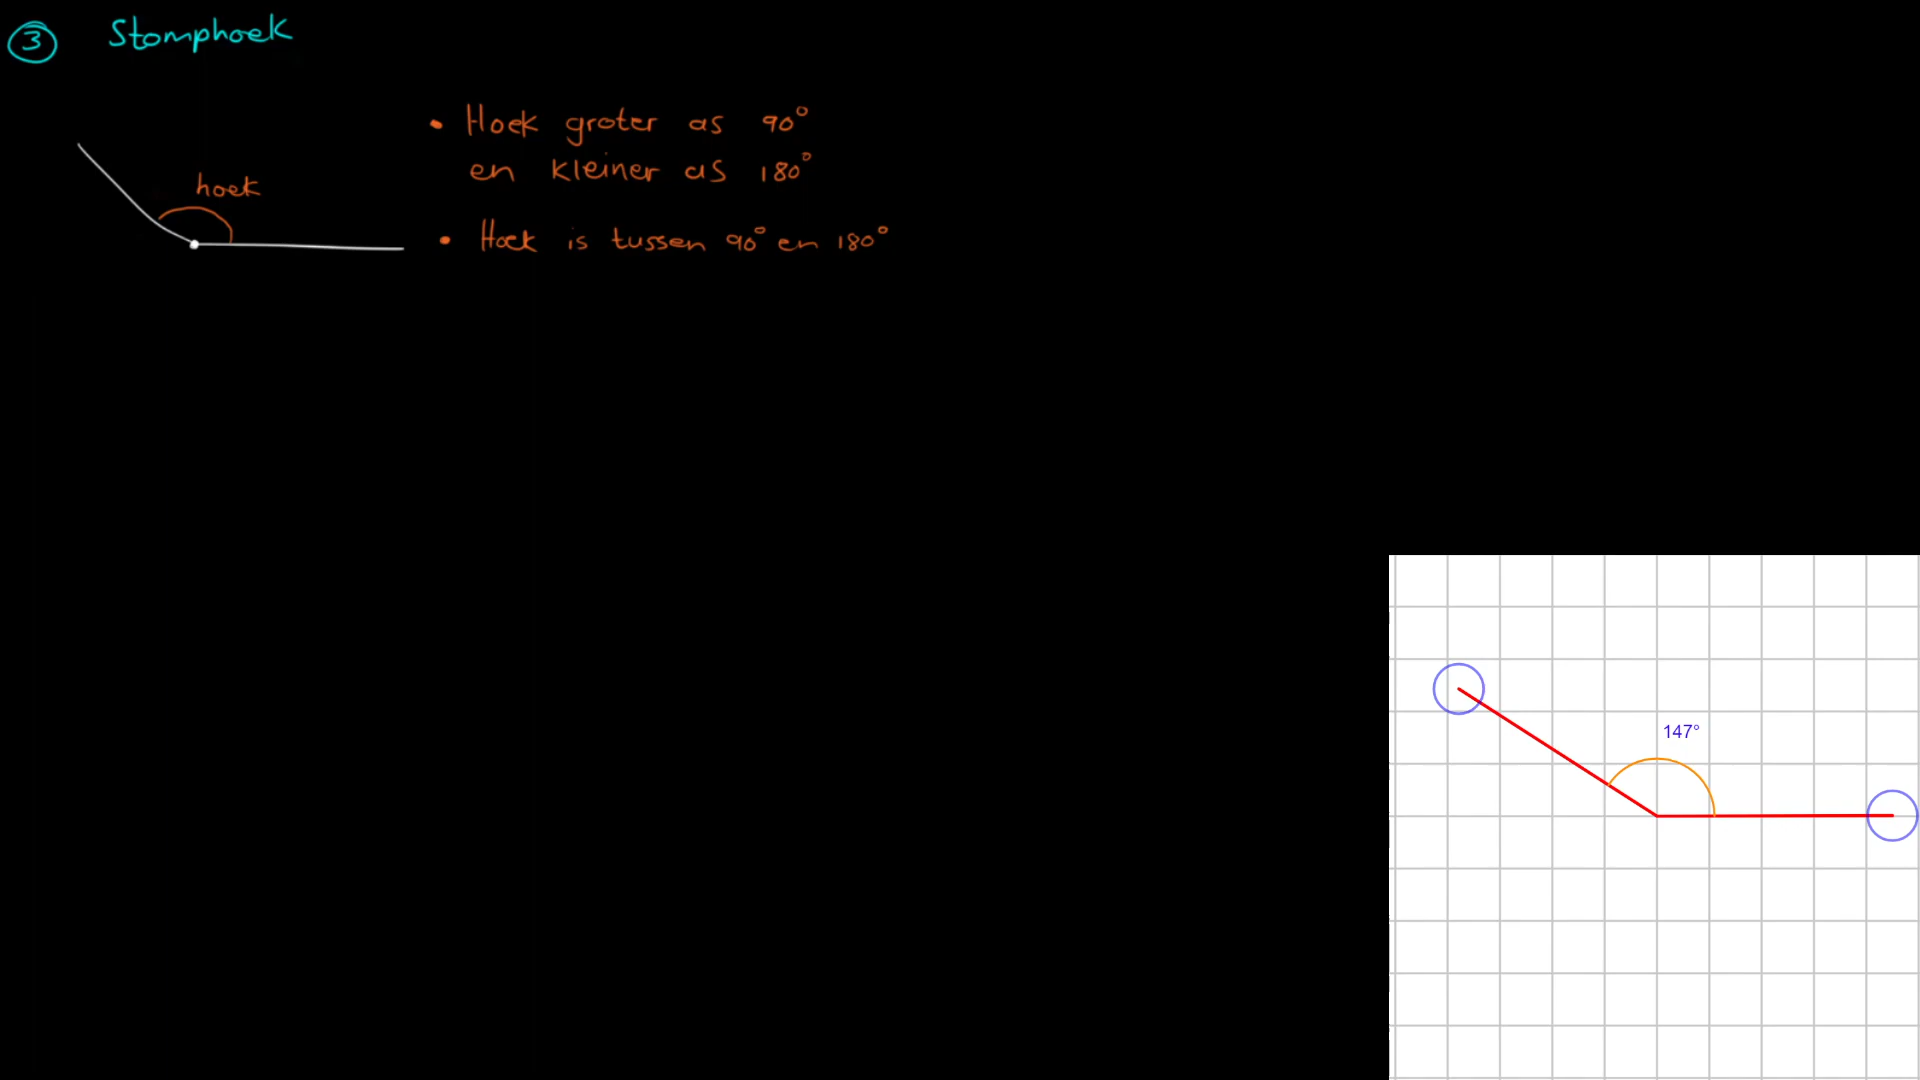 3 Stomphoek
hoek
• Hoek groter as 90°
en kleiner as 180°
• Hoek is tussen 90° en 180°
147°